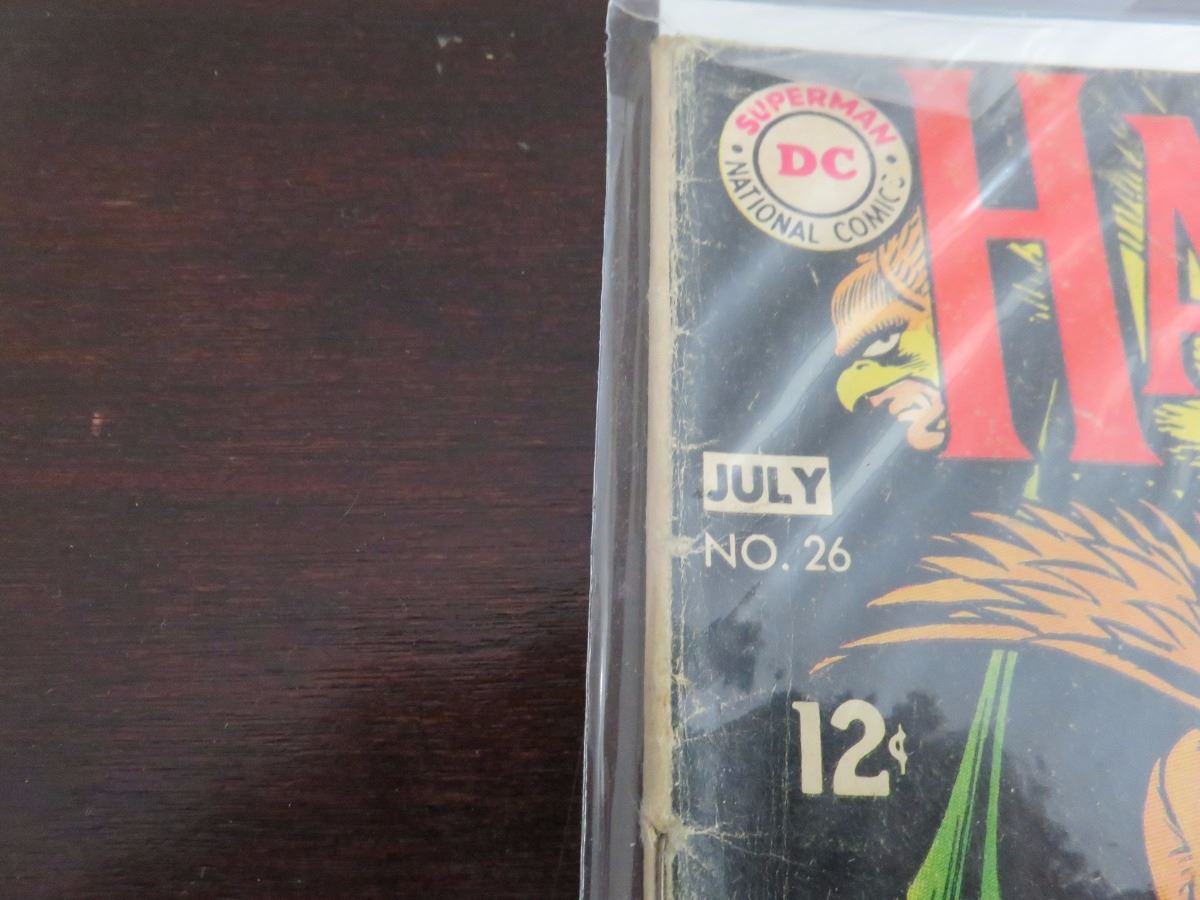 SUPERMAN
DC
NATIONAL COMICS
HA
JULY
NO. 26
12¢